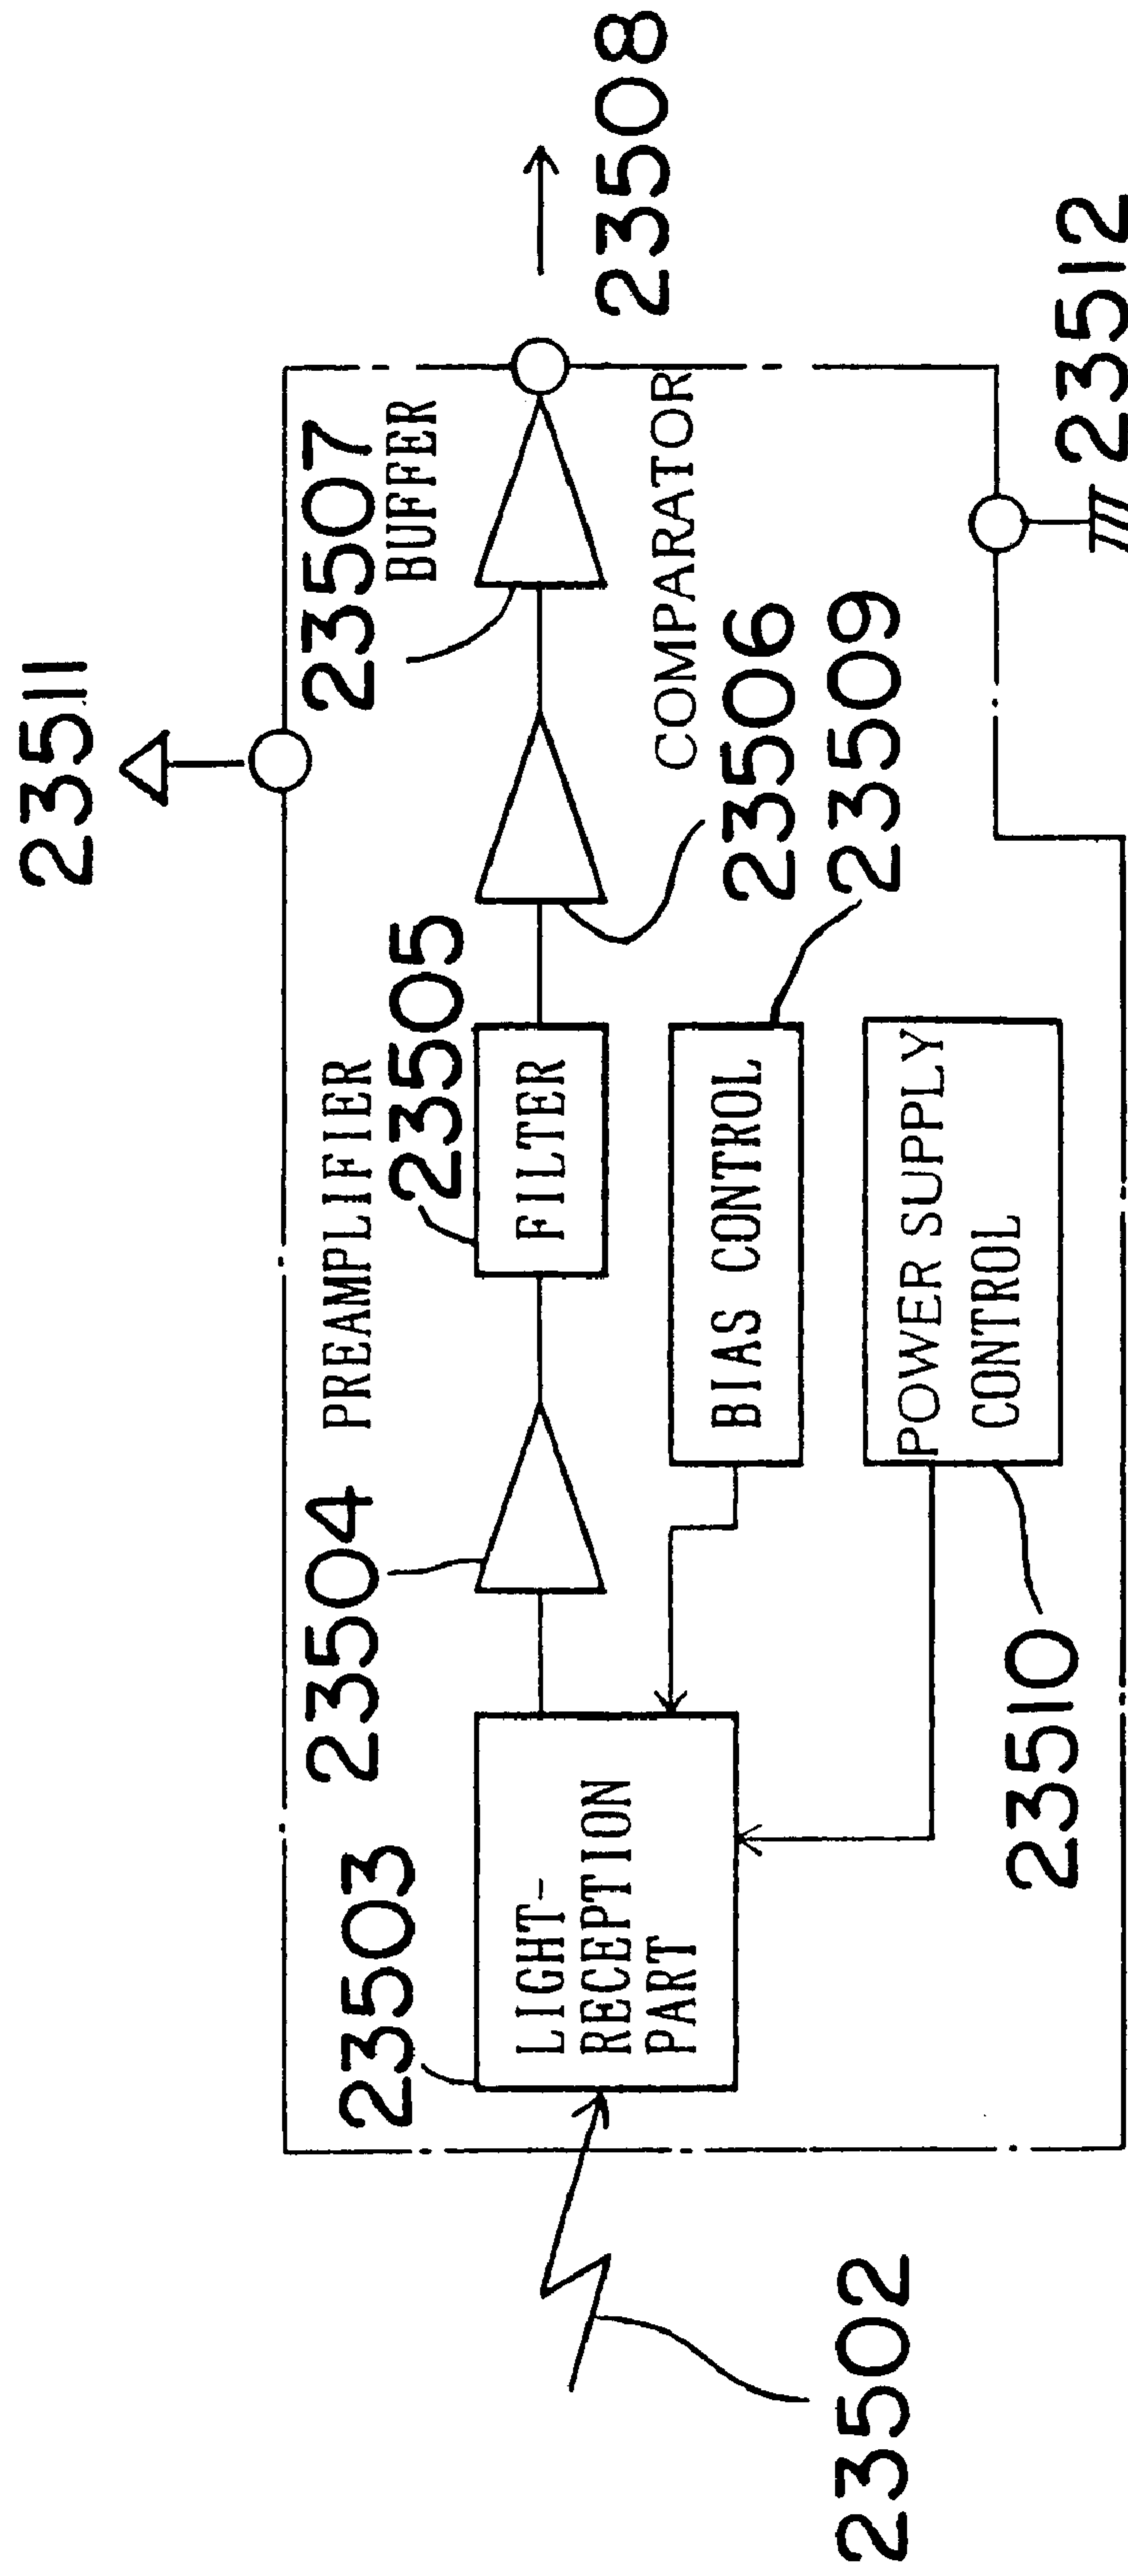 23511
23504
PREAMPLIFIER
23507
BUFFER
23503
23505
LIGHT-
RECEPTION
PART
FILTER
23508
COMPARATOR
23506
BIAS CONTROL
23509
POWER SUPPLY
CONTROL
23510
23502
23512